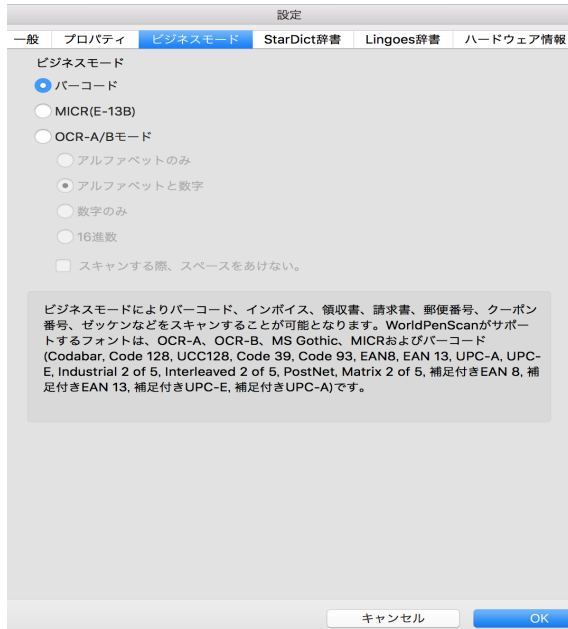 設定
一般 プロパティ ビジネスモード StarDict辞書 Lingoes辞書 ハードウェア情報
ビジネスモード
バーコード
MICR(E-13B)
OCR-A/Bモード
アルファベットのみ
アルファベットと数字
数字のみ
16進数
スキャンする際、スペースをあけない。
ビジネスモードによりバーコード、インボイス、領収書、請求書、郵便番号、クーポン
番号、ゼッケンなどをスキャンすることが可能となります。WorldPenScanがサポー
トするフォントは、OCR-A、OCR-B、MS Gothic、MICRおよびバーコード
(Codabar, Code 128, UCC128, Code 39, Code 93, EAN8, EAN 13, UPC-A, UPC-
E, Industrial 2 of 5, Interleaved 2 of 5, PostNet, Matrix 2 of 5, 補足付きEAN 8, 補
足付きEAN 13, 補足付きUPC-E, 補足付きUPC-A)です。
キャンセル OK